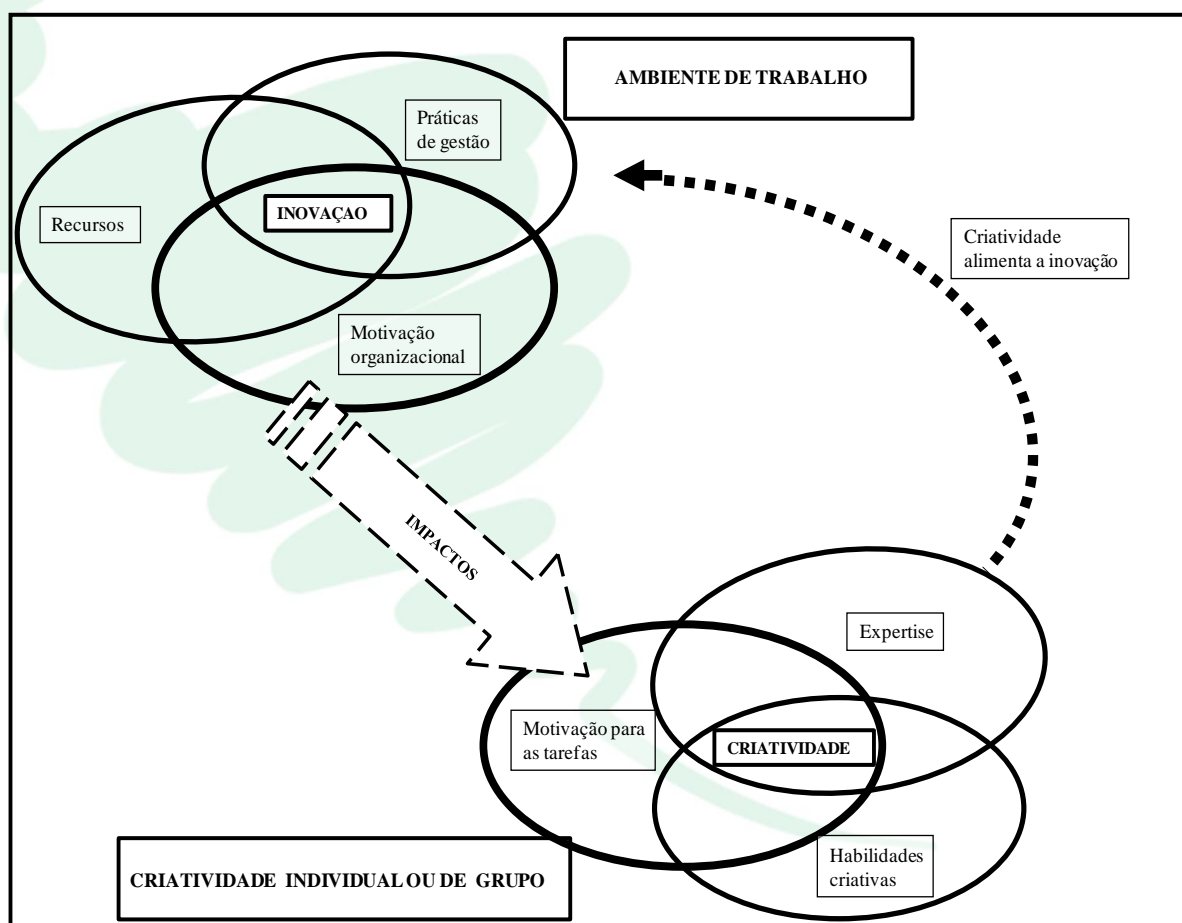 AMBIENTE DE TRABALHO
Práticas
de gestão
INOVAÇAO
Recursos
Criatividade
alimenta a inovação
Motivação
organizacional
IMPACTOS
Expertise
Motivação para
as tarefas
CRIATIVIDADE
Habilidades
criativas
CRIATIVIDADE INDIVIDUAL OU DE GRUPO